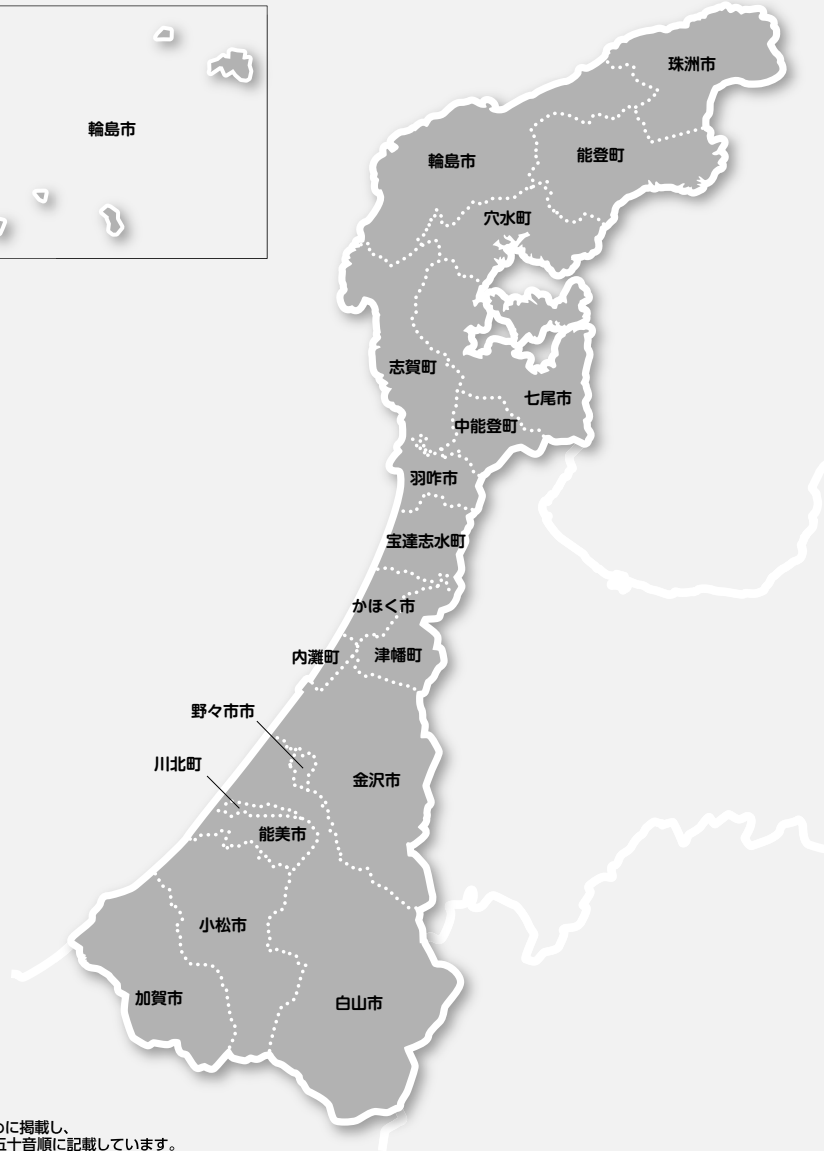 輪島市
珠洲市
輪島市
能登町
穴水町
志賀町
七尾市
中能登町
羽咋市
宝達志水町
かほく市
内灘町
津幡町
野々市市
川北町
金沢市
能美市
小松市
加賀市
白山市
に掲載し、
五十音順に記載しています。